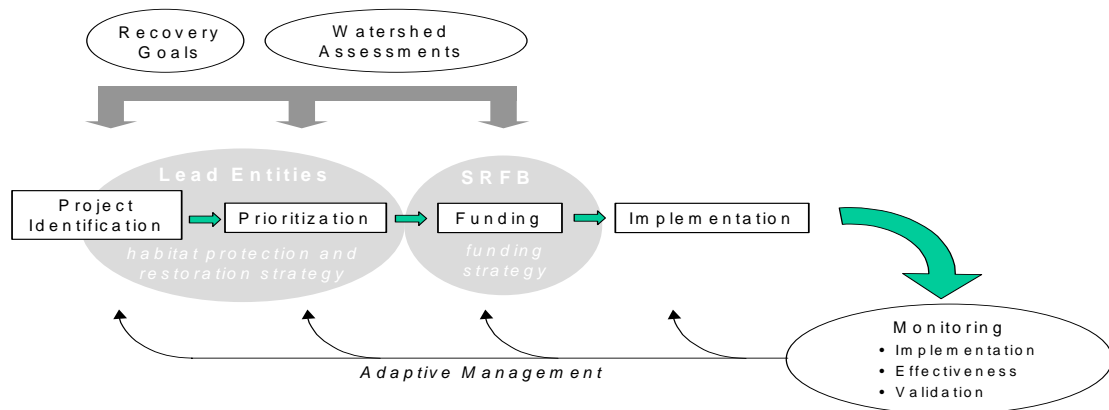 Recovery
Goals
Watershed
Assessments
Lead Entities
SRFB
Project
Identification
Prioritization
Funding
Implementation
habitat protection and
restoration strategy
funding
strategy
Monitoring
• Implementation
• Effectiveness
• Validation
Adaptive Management